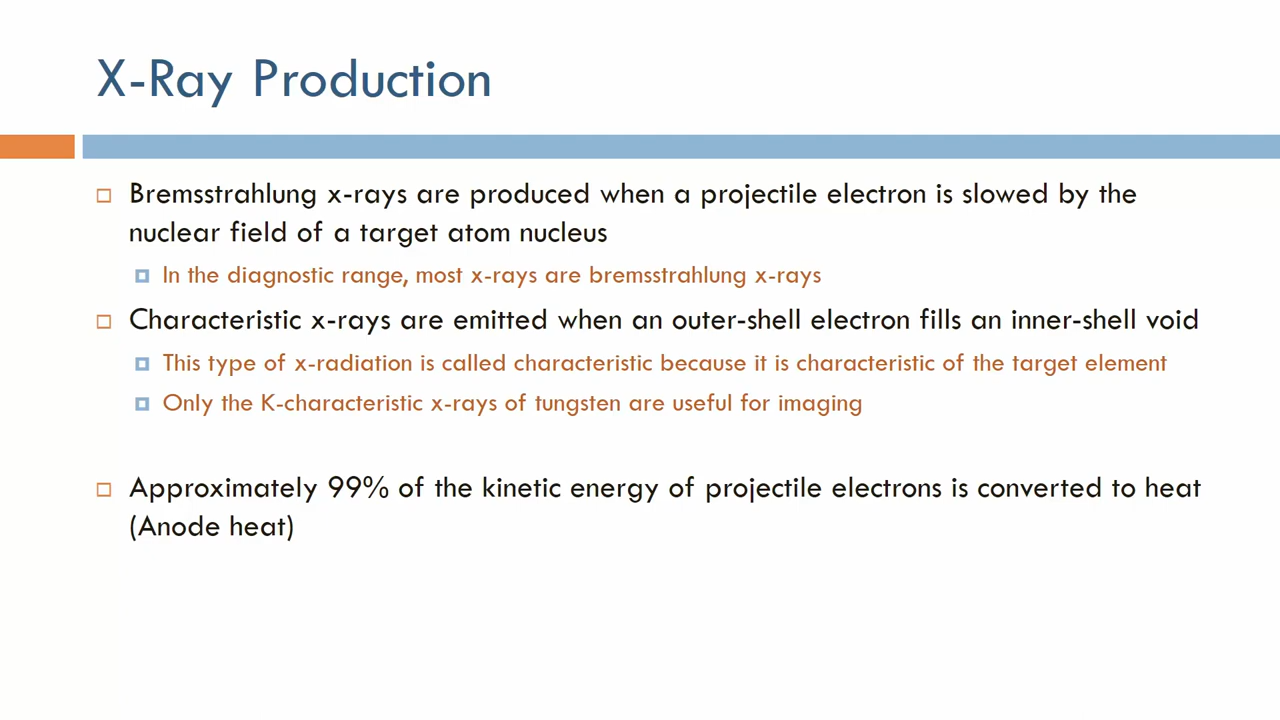 X-Ray Production
Bremsstrahlung x-rays are produced when a projectile electron is slowed by the
nuclear field of a target atom nucleus
In the diagnostic range, most x-rays are bremsstrahlung x-rays
Characteristic x-rays are emitted when an outer-shell electron fills an inner-shell void
This type of x-radiation is called characteristic because it is characteristic of the target element
Only the K-characteristic x-rays of tungsten are useful for imaging
Approximately 99% of the kinetic energy of projectile electrons is converted to heat
(Anode heat)